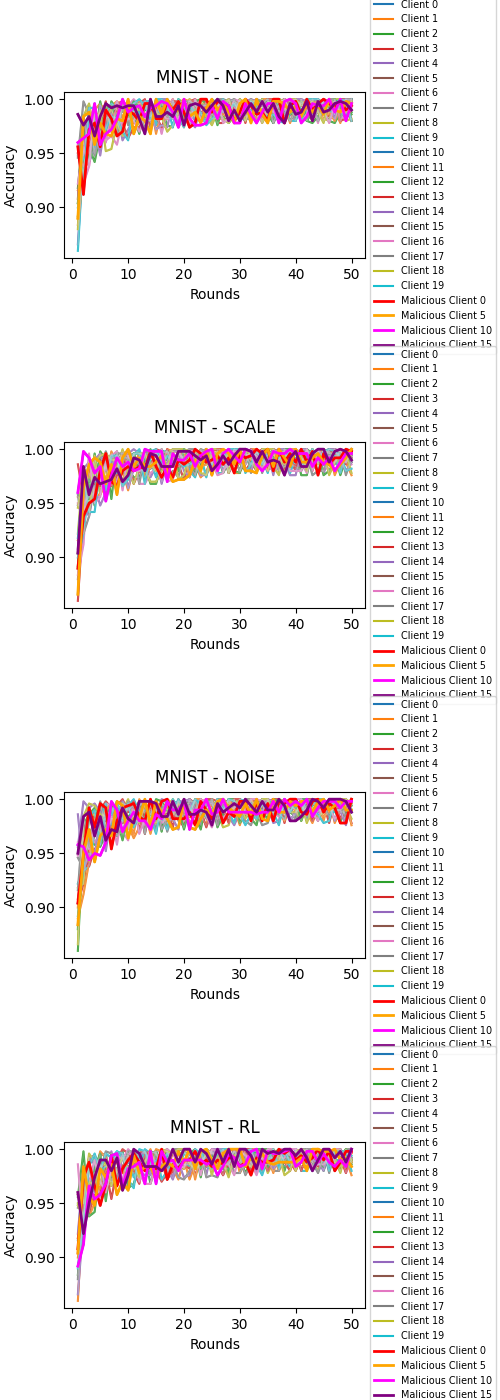 MNIST - NONE
1.00
0.95
0.90
Accuracy
0 10 20 30 40 50
Rounds
Client 0
Client 1
Client 2
Client 3
Client 4
Client 5
Client 6
Client 7
Client 8
Client 9
Client 10
Client 11
Client 12
Client 13
Client 14
Client 15
Client 16
Client 17
Client 18
Client 19
Malicious Client 0
Malicious Client 5
Malicious Client 10
Malicious Client 15
MNIST - SCALE
1.00
0.95
0.90
Accuracy
0 10 20 30 40 50
Rounds
Client 0
Client 1
Client 2
Client 3
Client 4
Client 5
Client 6
Client 7
Client 8
Client 9
Client 10
Client 11
Client 12
Client 13
Client 14
Client 15
Client 16
Client 17
Client 18
Client 19
Malicious Client 0
Malicious Client 5
Malicious Client 10
Malicious Client 15
MNIST - NOISE
1.00
0.95
0.90
Accuracy
0 10 20 30 40 50
Rounds
Client 0
Client 1
Client 2
Client 3
Client 4
Client 5
Client 6
Client 7
Client 8
Client 9
Client 10
Client 11
Client 12
Client 13
Client 14
Client 15
Client 16
Client 17
Client 18
Client 19
Malicious Client 0
Malicious Client 5
Malicious Client 10
Malicious Client 15
MNIST - RL
1.00
0.95
0.90
Accuracy
0 10 20 30 40 50
Rounds
Client 0
Client 1
Client 2
Client 3
Client 4
Client 5
Client 6
Client 7
Client 8
Client 9
Client 10
Client 11
Client 12
Client 13
Client 14
Client 15
Client 16
Client 17
Client 18
Client 19
Malicious Client 0
Malicious Client 5
Malicious Client 10
Malicious Client 15